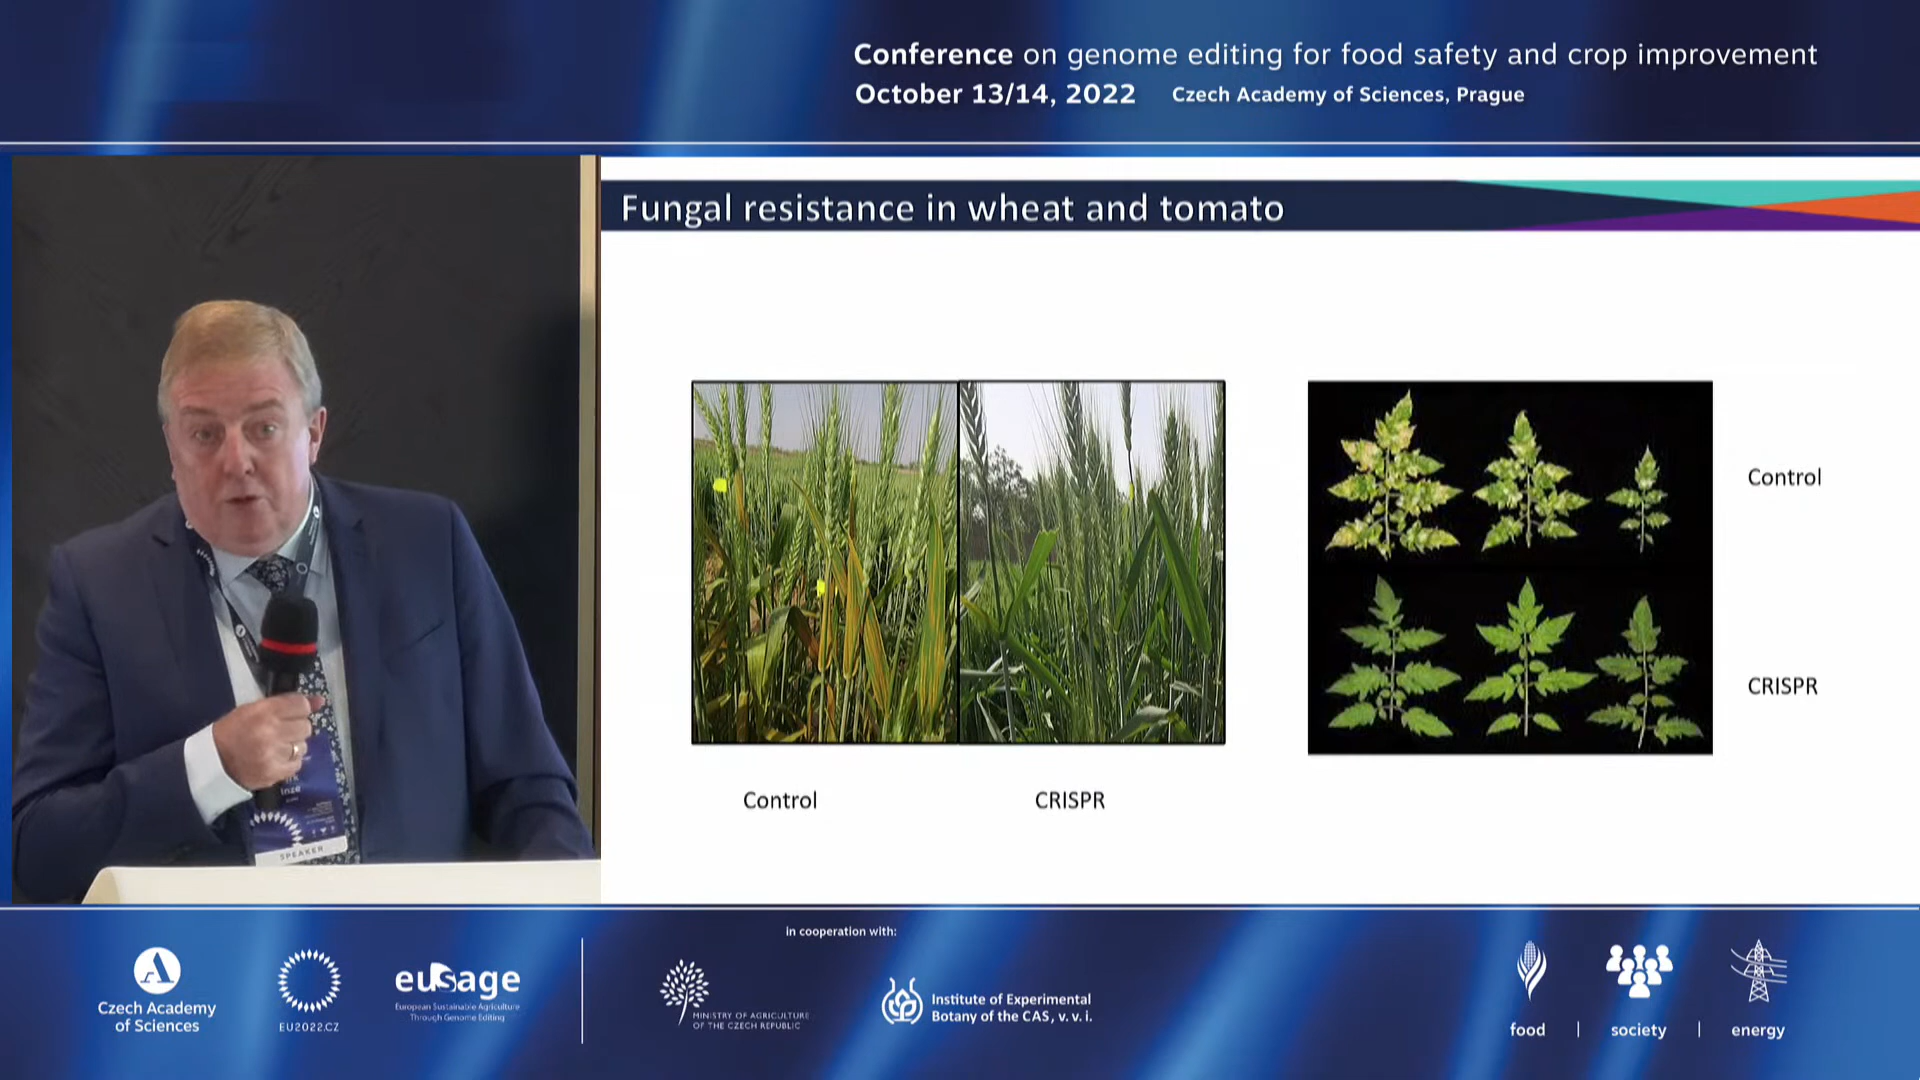 Conference on genome editing for food safety and crop improvement
October 13/14, 2022 Czech Academy of Sciences, Prague
Fungal resistance in wheat and tomato
Control
CRISPR
Control
CRISPR
SPEAKER
in cooperation with:
Czech Academy
of Sciences
EU2022.CZ
eusage
European Sustainable Agriculture
Through Genome Editing
MINISTRY OF AGRICULTURE
OF THE CZECH REPUBLIC
Institute of Experimental
Botany of the CAS, v. v. i.
food | society | energy